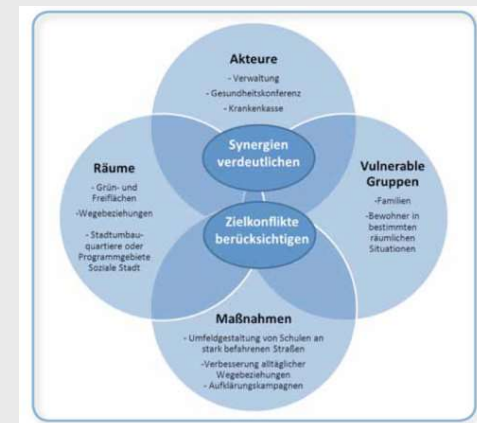 Akteure
- Verwaltung
- Gesundheitskonferenz
- Krankenkasse
Synergien
verdeutlichen
Räume
- Grün- und
Freiflächen
-Wegebeziehungen
- Stadtumbau-
quartiere oder
Programmgebiete
Soziale Stadt
Vulnerable
Gruppen
-Familien
-Bewohner in
bestimmten
räumlichen
Situationen
Zielkonflikte
berücksichtigen
Maßnahmen
- Umfeldgestaltung von Schulen an
stark befahrenen Straßen
-Verbesserung alltäglicher
Wegebeziehungen
- Aufklärungskampagnen